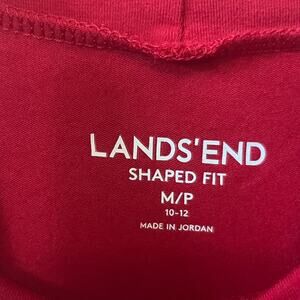 LANDS'END
SHAPED FIT
M/P
10-12
MADE IN JORDAN